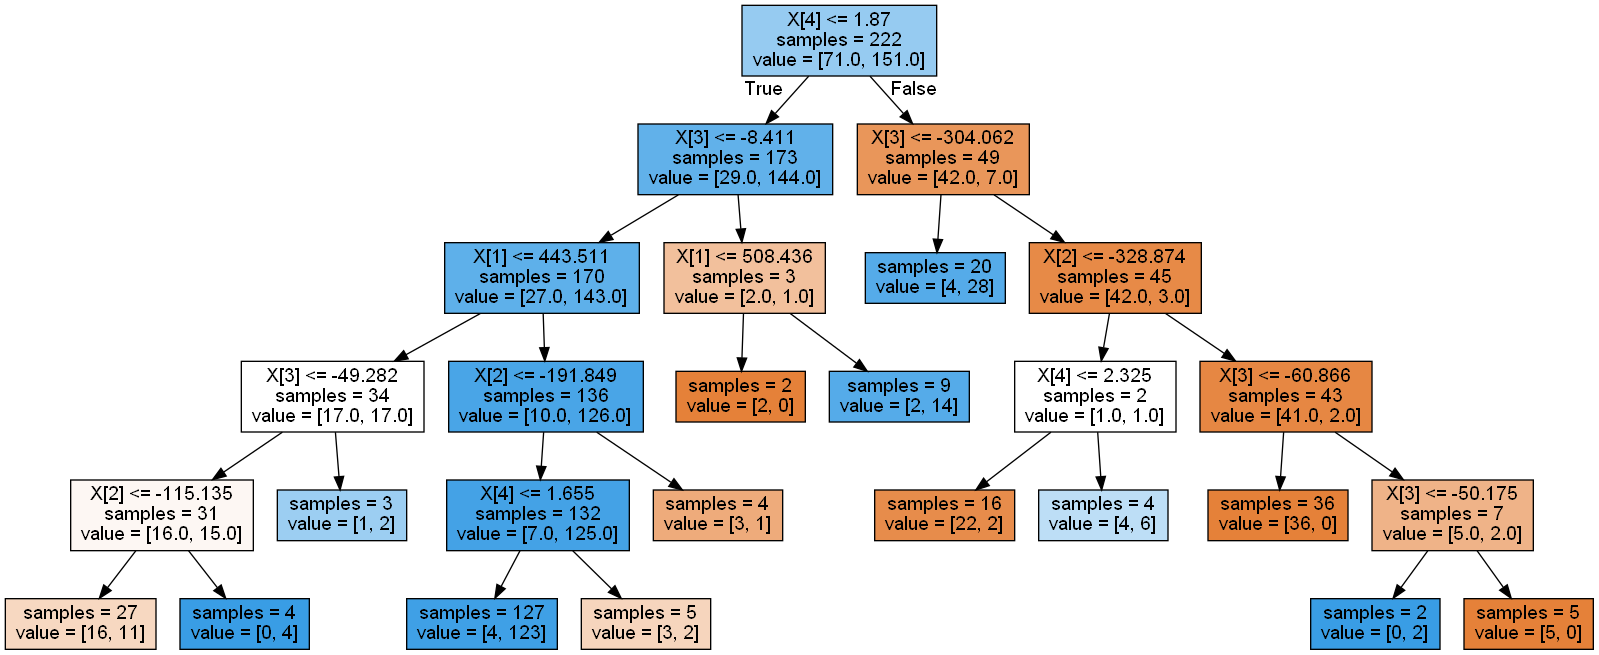 X[4] <= 1.87
samples = 222
value = [71.0, 151.0]
True
False
X[3] <= -8.411
samples = 173
value = [29.0, 144.0]
X[3] <= -304.062
samples = 49
value = [42.0, 7.0]
X[1] <= 443.511
samples = 170
value = [27.0, 143.0]
X[1] <= 508.436
samples = 3
value = [2.0, 1.0]
samples = 20
value = [4, 28]
X[2] <= -328.874
samples = 45
value = [42.0, 3.0]
X[3] <= -49.282
samples = 34
value = [17.0, 17.0]
X[2] <= -191.849
samples = 136
value = [10.0, 126.0]
samples = 2
value = [2, 0]
samples = 9
value = [2, 14]
X[4] <= 2.325
samples = 2
value = [1.0, 1.0]
X[3] <= -60.866
samples = 43
value = [41.0, 2.0]
X[2] <= -115.135
samples = 31
value = [16.0, 15.0]
samples = 3
value = [1, 2]
X[4] <= 1.655
samples = 132
value = [7.0, 125.0]
samples = 4
value = [3, 1]
samples = 16
value = [22, 2]
samples = 4
value = [4, 6]
samples = 36
value = [36, 0]
X[3] <= -50.175
samples = 7
value = [5.0, 2.0]
samples = 27
value = [16, 11]
samples = 4
value = [0, 4]
samples = 127
value = [4, 123]
samples = 5
value = [3, 2]
samples = 2
value = [0, 2]
samples = 5
value = [5, 0]